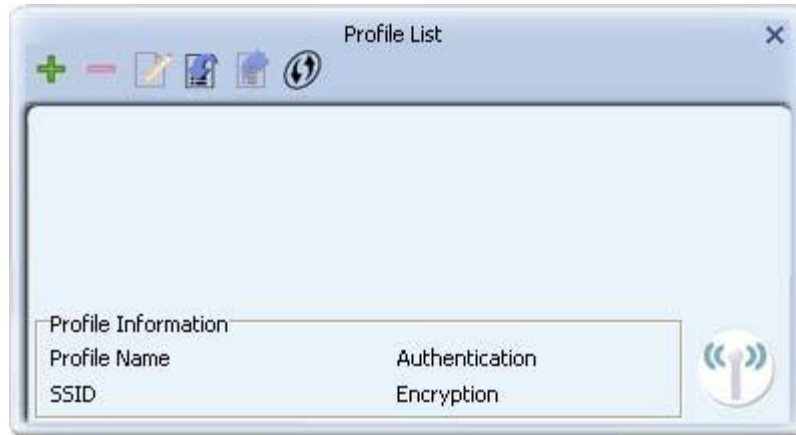 Profile List
Profile Information
Profile Name Authentication
SSID Encryption